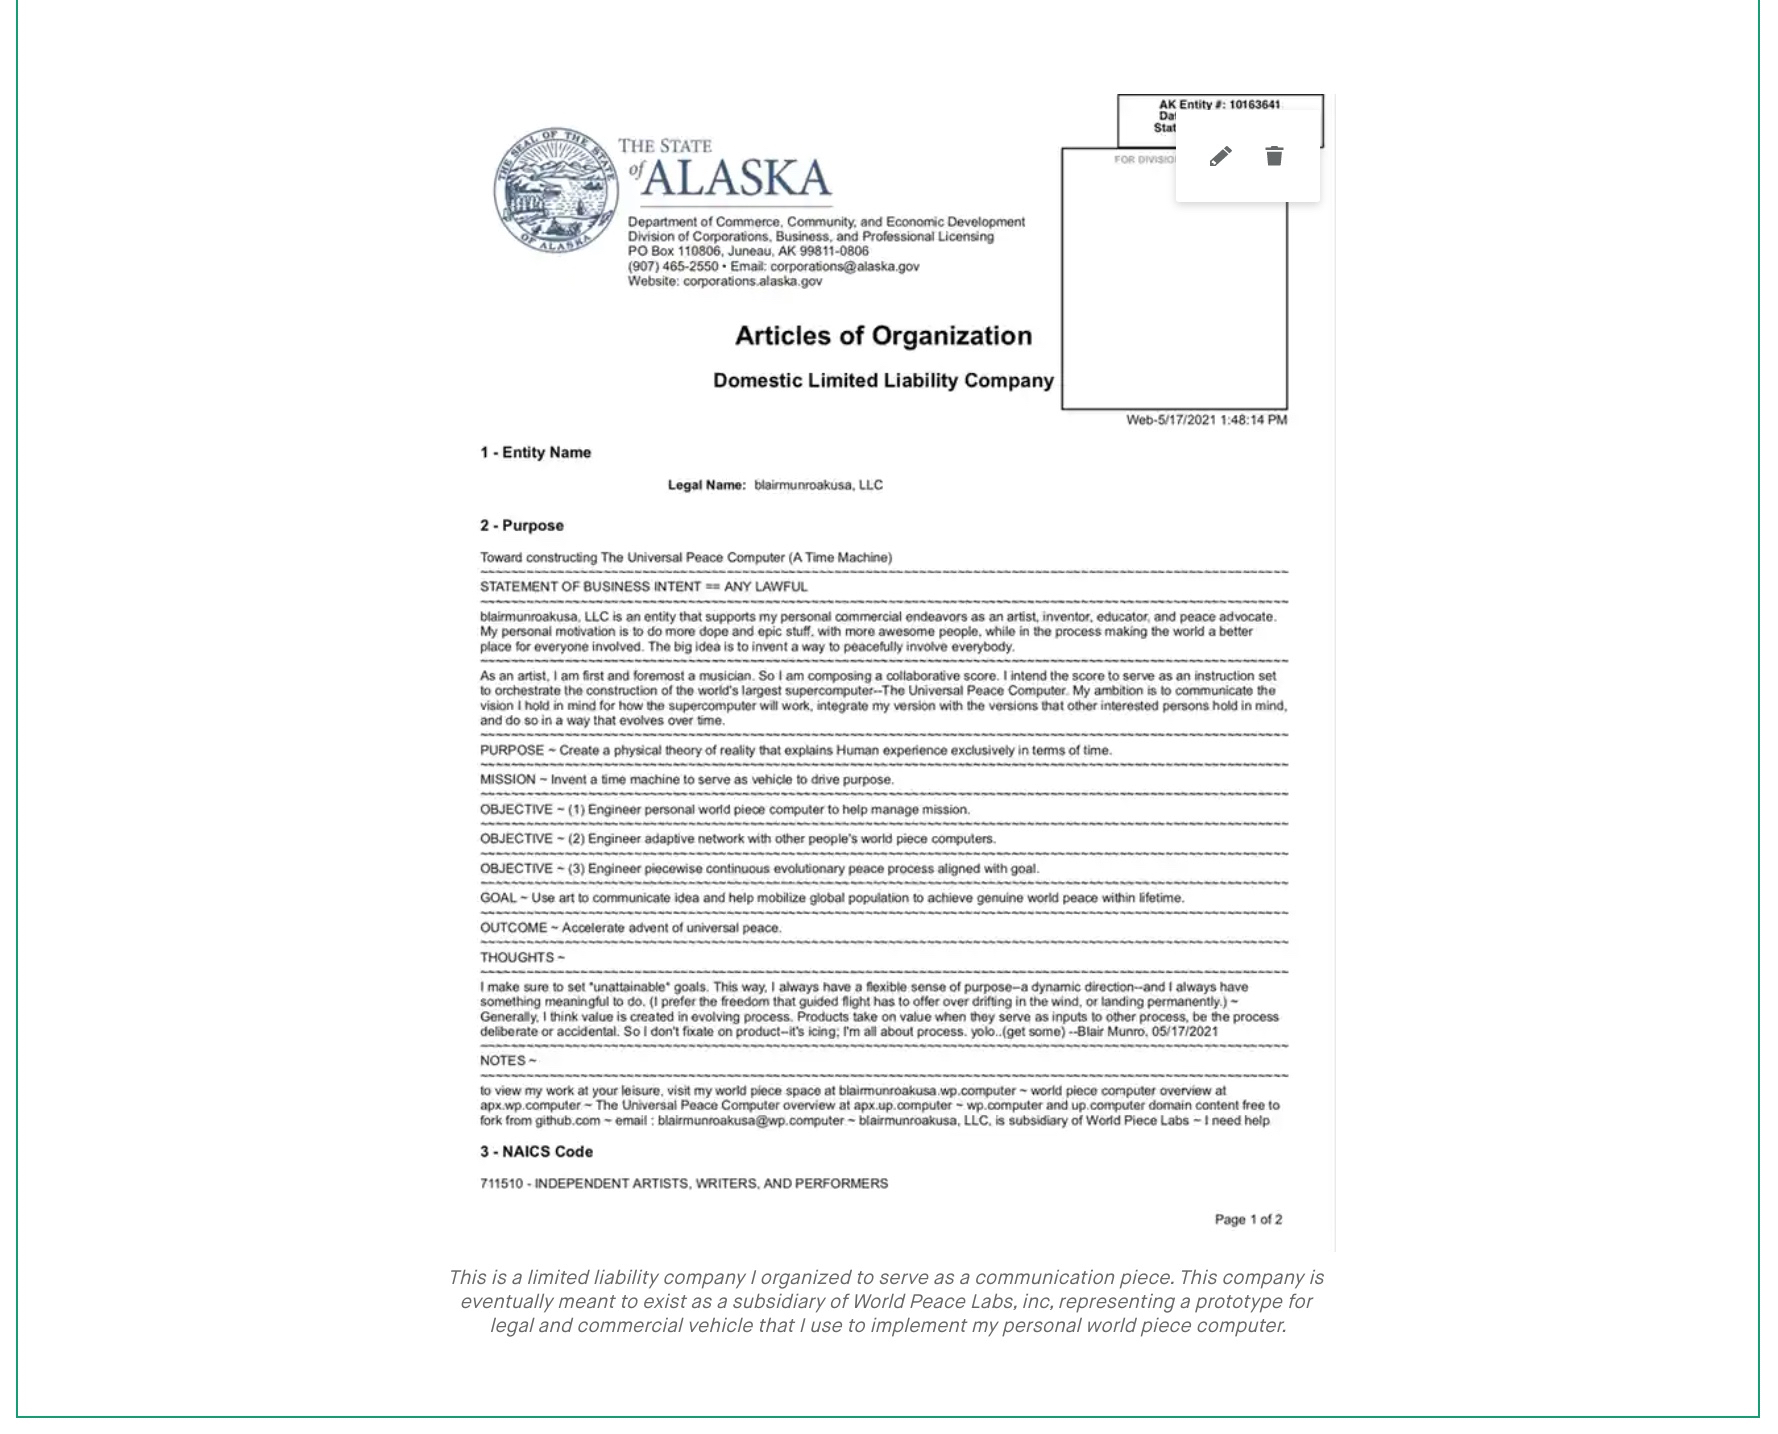 AK Entity #: 10163641
THE SEAL OF THE STATE OF ALASKA
THE STATE
of ALASKA
FOR DIVISIO
Department of Commerce, Community, and Economic Development
Division of Corporations, Business, and Professional Licensing
PO Box 110806, Juneau, AK 99811-0806
(907) 465-2550 • Email: corporations@alaska.gov
Website: corporations.alaska.gov
Articles of Organization
Domestic Limited Liability Company
Web-5/17/2021 1:48:14 PM
1 - Entity Name
Legal Name: blairmunroakusa, LLC
2 - Purpose
Toward constructing The Universal Peace Computer (A Time Machine)
STATEMENT OF BUSINESS INTENT == ANY LAWFUL
blairmunroakusa, LLC is an entity that supports my personal commercial endeavors as an artist, inventor, educator, and peace advocate.
My personal motivation is to do more dope and epic stuff, with more awesome people, while in the process making the world a better
place for everyone involved. The big idea is to invent a way to peacefully involve everybody.
As an artist, I am first and foremost a musician. So I am composing a collaborative score. I intend the score to serve as an instruction set
to orchestrate the construction of the world's largest supercomputer--The Universal Peace Computer. My ambition is to communicate the
vision I hold in mind for how the supercomputer will work, integrate my version with the versions that other interested persons hold in mind,
and do so in a way that evolves over time.
PURPOSE ~ Create a physical theory of reality that explains Human experience exclusively in terms of time.
MISSION ~ Invent a time machine to serve as vehicle to drive purpose.
OBJECTIVE ~ (1) Engineer personal world piece computer to help manage mission.
OBJECTIVE ~ (2) Engineer adaptive network with other people's world piece computers.
OBJECTIVE ~ (3) Engineer piecewise continuous evolutionary peace process aligned with goal.
GOAL ~ Use art to communicate idea and help mobilize global population to achieve genuine world peace within lifetime.
OUTCOME ~ Accelerate advent of universal peace.
THOUGHTS ~
I make sure to set *unattainable* goals. This way, I always have a flexible sense of purpose--a dynamic direction--and I always have
something meaningful to do. (I prefer the freedom that guided flight has to offer over drifting in the wind, or landing permanently.) ~
Generally, I think value is created in evolving process. Products take on value when they serve as inputs to other process, be the process
deliberate or accidental. So I don't fixate on product--it's icing; I'm all about process. yolo..(get some) --Blair Munro, 05/17/2021
NOTES ~
to view my work at your leisure, visit my world piece space at blairmunroakusa.wp.computer ~ world piece computer overview at
apx.wp.computer ~ The Universal Peace Computer overview at apx.up.computer ~ wp.computer and up.computer domain content free to
fork from github.com ~ email : blairmunroakusa@wp.computer ~ blairmunroakusa, LLC, is subsidiary of World Piece Labs ~ I need help
3 - NAICS Code
711510 - INDEPENDENT ARTISTS, WRITERS, AND PERFORMERS
Page 1 of 2
This is a limited liability company I organized to serve as a communication piece. This company is
eventually meant to exist as a subsidiary of World Peace Labs, inc, representing a prototype for
legal and commercial vehicle that I use to implement my personal world piece computer.